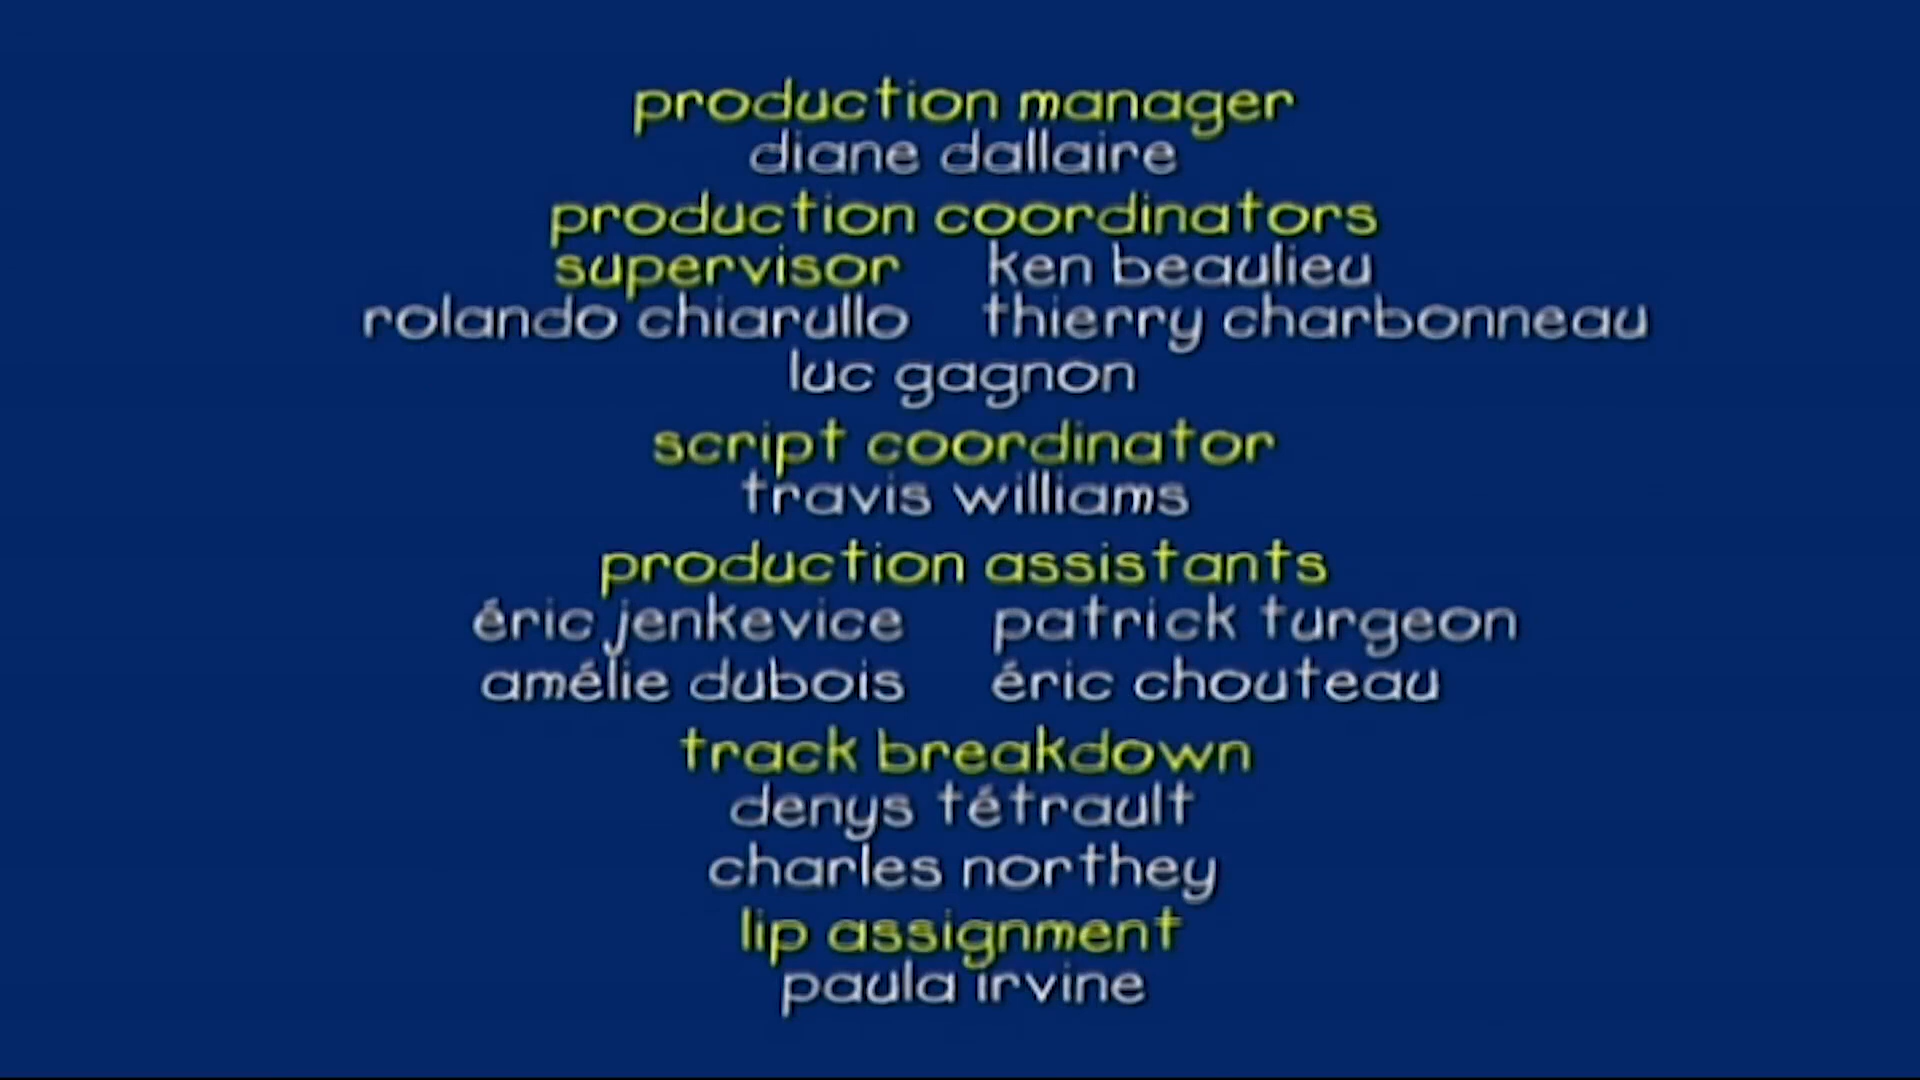 production manager
diane dallaire
production coordinators
supervisor ken beaulieu
rolando chiarullo thierry charbonneau
luc gagnon
script coordinator
travis williams
production assistants
éric jenkevice patrick turgeon
amélie dubois éric chouteau
track breakdown
denys tétrault
charles northey
lip assignment
paula irvine